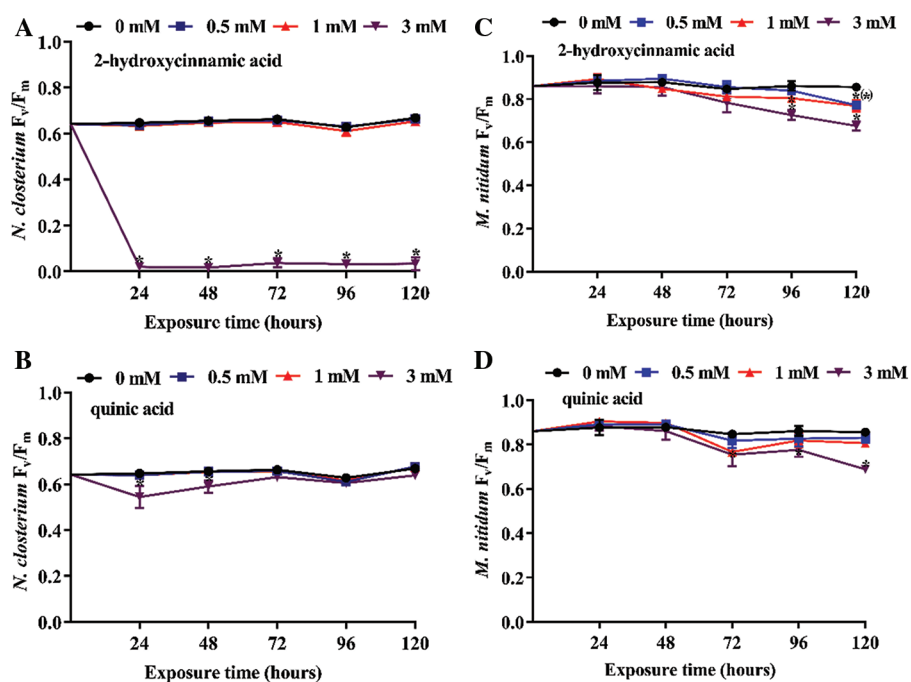 A
0 mM 0.5 mM 1 mM 3 mM
2-hydroxycinnamic acid
N. closterium Fv/Fm
1.0
0.8
0.6
0.4
0.2
0.0
24 48 72 96 120
* * * * *
Exposure time (hours)
C
0 mM 0.5 mM 1 mM 3 mM
2-hydroxycinnamic acid
M. nitidum Fv/Fm
1.0
0.8
0.6
0.4
0.2
0.0
*(*)
* *
24 48 72 96 120
Exposure time (hours)
B
0 mM 0.5 mM 1 mM 3 mM
quinic acid
N. closterium Fv/Fm
1.0
0.8
0.6
0.4
0.2
0.0
* *
24 48 72 96 120
Exposure time (hours)
D
0 mM 0.5 mM 1 mM 3 mM
quinic acid
M. nitidum Fv/Fm
1.0
0.8
0.6
0.4
0.2
0.0
* * *
24 48 72 96 120
Exposure time (hours)